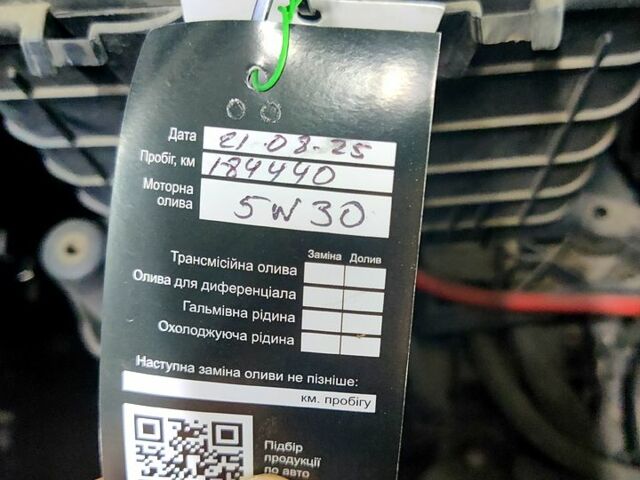 Дата 21.08.25
Пробіг, км 184440
Моторна олива 5W30
Заміна Долив
Трансмісійна олива
Олива для диференціала
Гальмівна рідина
Охолоджуюча рідина
Наступна заміна оливи не пізніше:
км. пробігу
Підбір
продукції
по авто